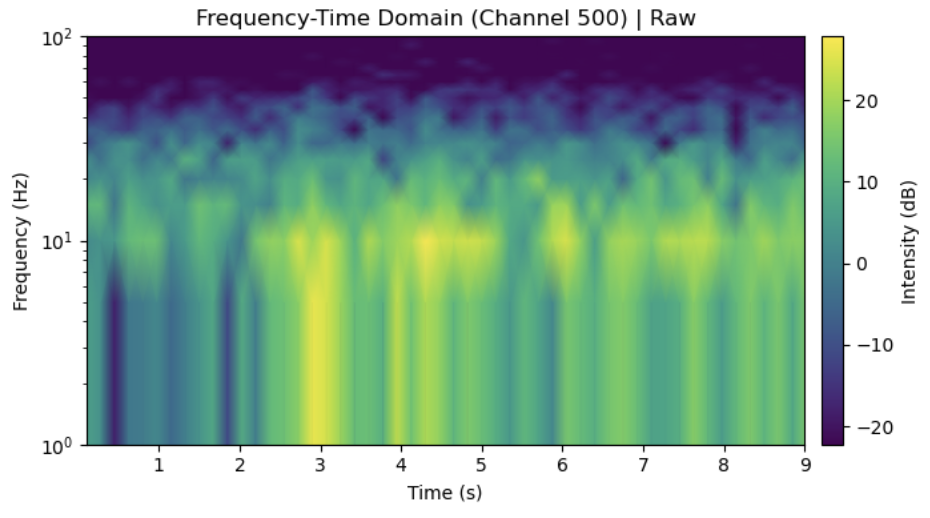 Frequency-Time Domain (Channel 500) | Raw
10²
10¹
10⁰
Frequency (Hz)
1 2 3 4 5 6 7 8 9
Time (s)
20
10
0
−10
−20
Intensity (dB)